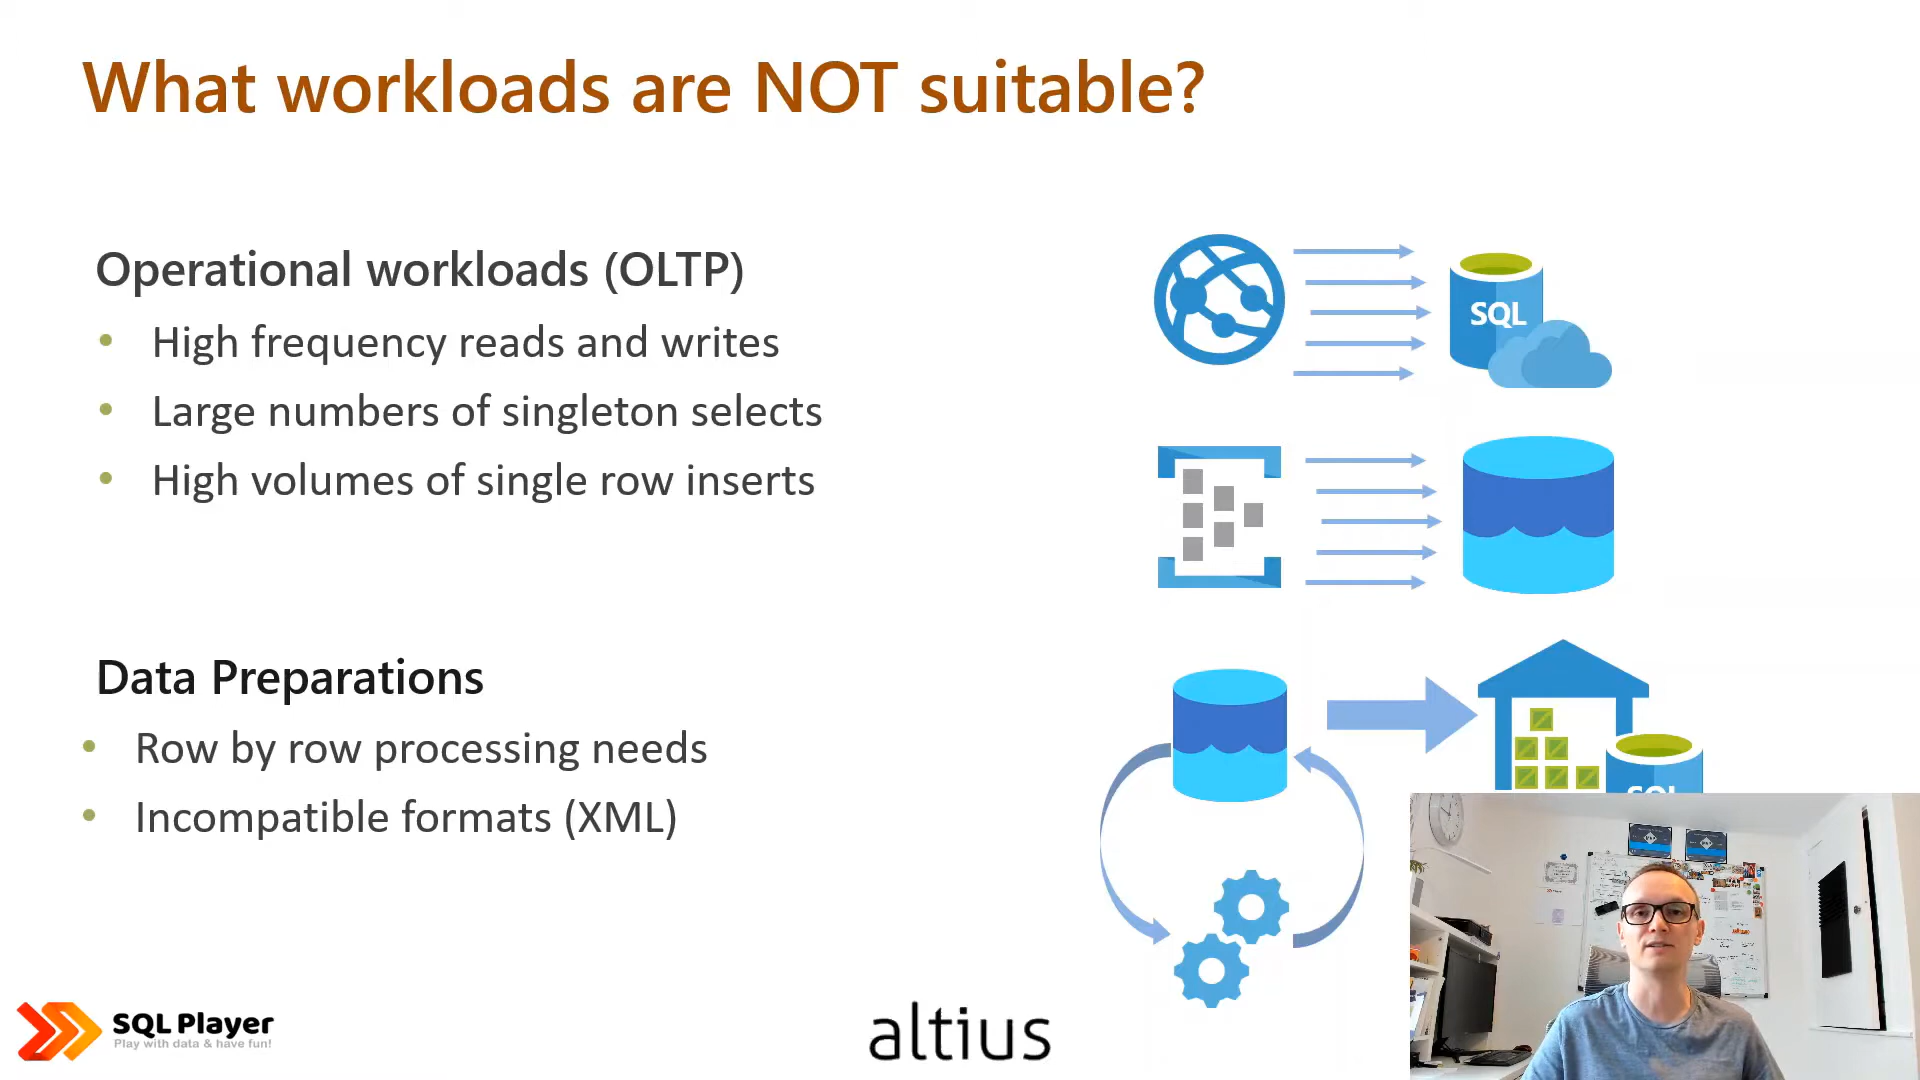 What workloads are NOT suitable?
Operational workloads (OLTP)
• High frequency reads and writes
• Large numbers of singleton selects
• High volumes of single row inserts
SQL
Data Preparations
• Row by row processing needs
• Incompatible formats (XML)
SQL
SQL Player
Play with data & have fun!
altius